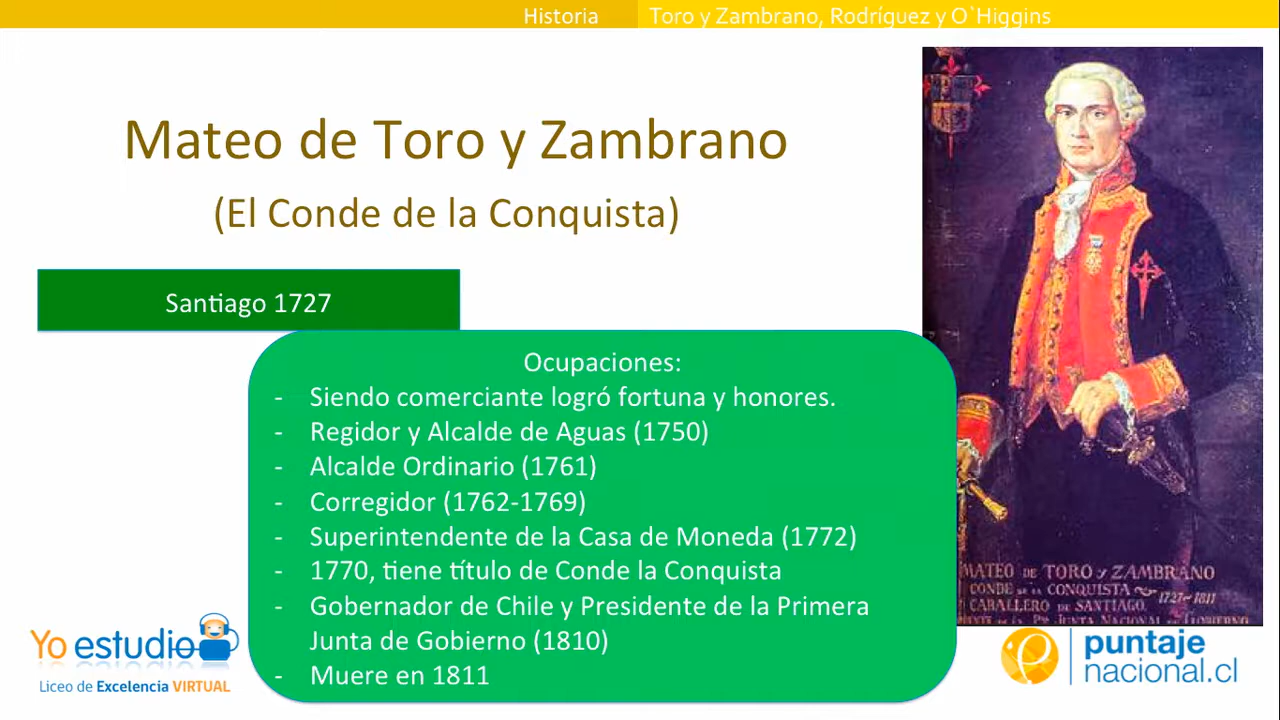 Historia
Toro y Zambrano, Rodríguez y O`Higgins
Mateo de Toro y Zambrano
(El Conde de la Conquista)
Santiago 1727
Ocupaciones:
- Siendo comerciante logró fortuna y honores.
- Regidor y Alcalde de Aguas (1750)
- Alcalde Ordinario (1761)
- Corregidor (1762-1769)
- Superintendente de la Casa de Moneda (1772)
- 1770, tiene título de Conde la Conquista
- Gobernador de Chile y Presidente de la Primera
Junta de Gobierno (1810)
- Muere en 1811
MATEO DE TORO Y ZAMBRANO
CONDE DE LA CONQUISTA 1727-1811
CABALLERO DE SANTIAGO.
JUNTA NACIONAL DE GOBIERNO
Yo estudio
Liceo de Excelencia VIRTUAL
puntaje
nacional.cl